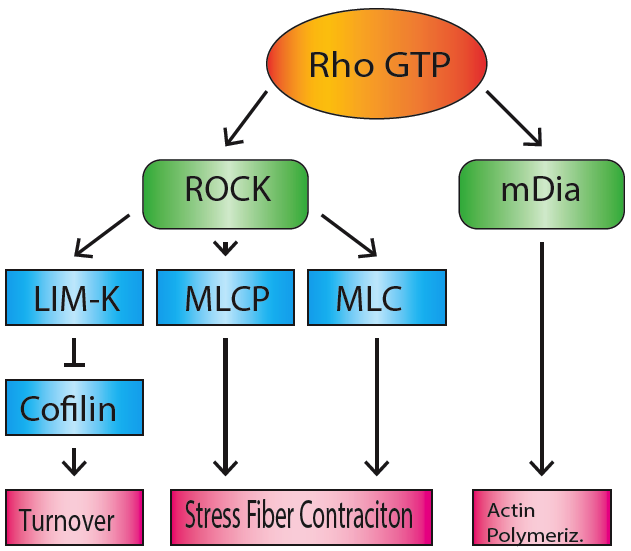 Rho GTP
ROCK
mDia
LIM-K
MLCP
MLC
Cofilin
Turnover
Stress Fiber Contraciton
Actin
Polymeriz.